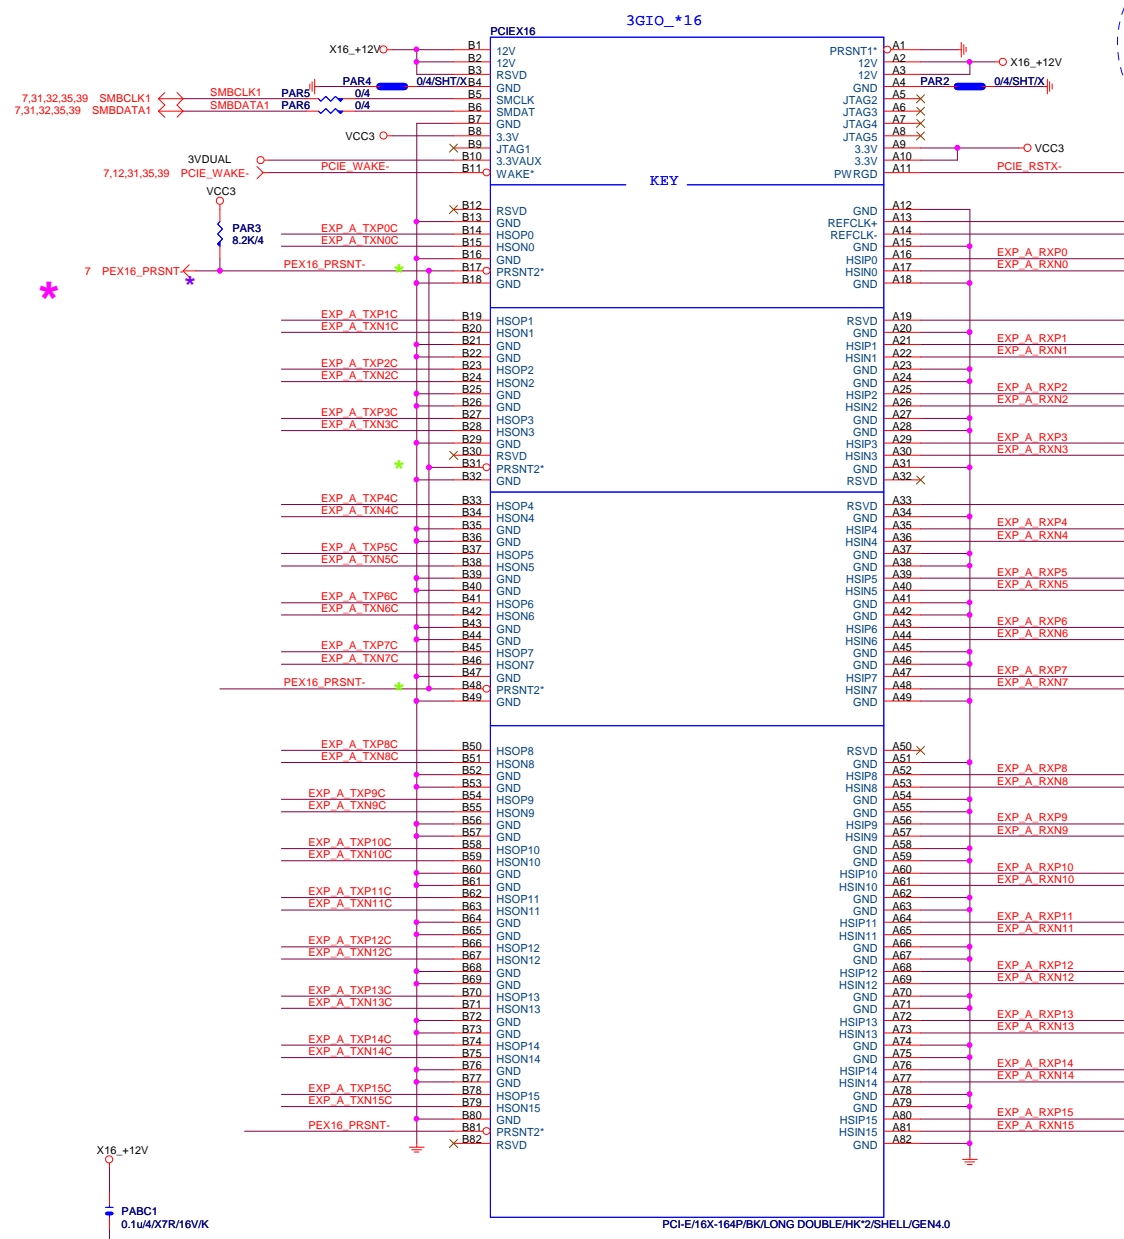 3GIO_*16
PCIEX16
X16_+12V B1 12V PRSNT1* A1
B2 12V 12V A2 X16_+12V
B3 RSVD 12V A3
PAR4 0/4/SHT/X B4 GND GND A4 PAR2 0/4/SHT/X
7,31,32,35,39 SMBCLK1 SMBCLK1 PAR5 0/4 B5 SMCLK JTAG2 A5
7,31,32,35,39 SMBDATA1 SMBDATA1 PAR6 0/4 B6 SMDAT JTAG3 A6
B7 GND JTAG4 A7
VCC3 B8 3.3V JTAG5 A8
B9 JTAG1 3.3V A9 VCC3
3VDUAL B10 3.3VAUX 3.3V A10
7,12,31,35,39 PCIE_WAKE- PCIE_WAKE- B11 WAKE* PWRGD A11 PCIE_RSTX-
KEY
VCC3
B12 RSVD GND A12
PAR3 B13 GND REFCLK+ A13
8.2K/4 EXP_A_TXP0C B14 HSOP0 REFCLK- A14
EXP_A_TXN0C B15 HSON0 GND A15
B16 GND HSIP0 A16 EXP_A_RXP0
7 PEX16_PRSNT- PEX16_PRSNT- * B17 PRSNT2* HSIN0 A17 EXP_A_RXN0
* * B18 GND GND A18
EXP_A_TXP1C B19 HSOP1 RSVD A19
EXP_A_TXN1C B20 HSON1 GND A20
B21 GND HSIP1 A21 EXP_A_RXP1
B22 GND HSIN1 A22 EXP_A_RXN1
EXP_A_TXP2C B23 HSOP2 GND A23
EXP_A_TXN2C B24 HSON2 GND A24
B25 GND HSIP2 A25 EXP_A_RXP2
B26 GND HSIN2 A26 EXP_A_RXN2
EXP_A_TXP3C B27 HSOP3 GND A27
EXP_A_TXN3C B28 HSON3 GND A28
B29 GND HSIP3 A29 EXP_A_RXP3
B30 RSVD HSIN3 A30 EXP_A_RXN3
* B31 PRSNT2* GND A31
B32 GND RSVD A32
EXP_A_TXP4C B33 HSOP4 RSVD A33
EXP_A_TXN4C B34 HSON4 GND A34
B35 GND HSIP4 A35 EXP_A_RXP4
B36 GND HSIN4 A36 EXP_A_RXN4
EXP_A_TXP5C B37 HSOP5 GND A37
EXP_A_TXN5C B38 HSON5 GND A38
B39 GND HSIP5 A39 EXP_A_RXP5
B40 GND HSIN5 A40 EXP_A_RXN5
EXP_A_TXP6C B41 HSOP6 GND A41
EXP_A_TXN6C B42 HSON6 GND A42
B43 GND HSIP6 A43 EXP_A_RXP6
B44 GND HSIN6 A44 EXP_A_RXN6
EXP_A_TXP7C B45 HSOP7 GND A45
EXP_A_TXN7C B46 HSON7 GND A46
B47 GND HSIP7 A47 EXP_A_RXP7
PEX16_PRSNT- * B48 PRSNT2* HSIN7 A48 EXP_A_RXN7
B49 GND GND A49
EXP_A_TXP8C B50 HSOP8 RSVD A50
EXP_A_TXN8C B51 HSON8 GND A51
B52 GND HSIP8 A52 EXP_A_RXP8
B53 GND HSIN8 A53 EXP_A_RXN8
EXP_A_TXP9C B54 HSOP9 GND A54
EXP_A_TXN9C B55 HSON9 GND A55
B56 GND HSIP9 A56 EXP_A_RXP9
B57 GND HSIN9 A57 EXP_A_RXN9
EXP_A_TXP10C B58 HSOP10 GND A58
EXP_A_TXN10C B59 HSON10 GND A59
B60 GND HSIP10 A60 EXP_A_RXP10
B61 GND HSIN10 A61 EXP_A_RXN10
EXP_A_TXP11C B62 HSOP11 GND A62
EXP_A_TXN11C B63 HSON11 GND A63
B64 GND HSIP11 A64 EXP_A_RXP11
B65 GND HSIN11 A65 EXP_A_RXN11
EXP_A_TXP12C B66 HSOP12 GND A66
EXP_A_TXN12C B67 HSON12 GND A67
B68 GND HSIP12 A68 EXP_A_RXP12
B69 GND HSIN12 A69 EXP_A_RXN12
EXP_A_TXP13C B70 HSOP13 GND A70
EXP_A_TXN13C B71 HSON13 GND A71
B72 GND HSIP13 A72 EXP_A_RXP13
B73 GND HSIN13 A73 EXP_A_RXN13
EXP_A_TXP14C B74 HSOP14 GND A74
EXP_A_TXN14C B75 HSON14 GND A75
B76 GND HSIP14 A76 EXP_A_RXP14
B77 GND HSIN14 A77 EXP_A_RXN14
EXP_A_TXP15C B78 HSOP15 GND A78
EXP_A_TXN15C B79 HSON15 GND A79
B80 GND HSIP15 A80 EXP_A_RXP15
PEX16_PRSNT- B81 PRSNT2* HSIN15 A81 EXP_A_RXN15
B82 RSVD GND A82
X16_+12V
PABC1
0.1u/4/X7R/16V/K
PCI-E/16X-164P/BK/LONG DOUBLE/HK*2/SHELL/GEN4.0